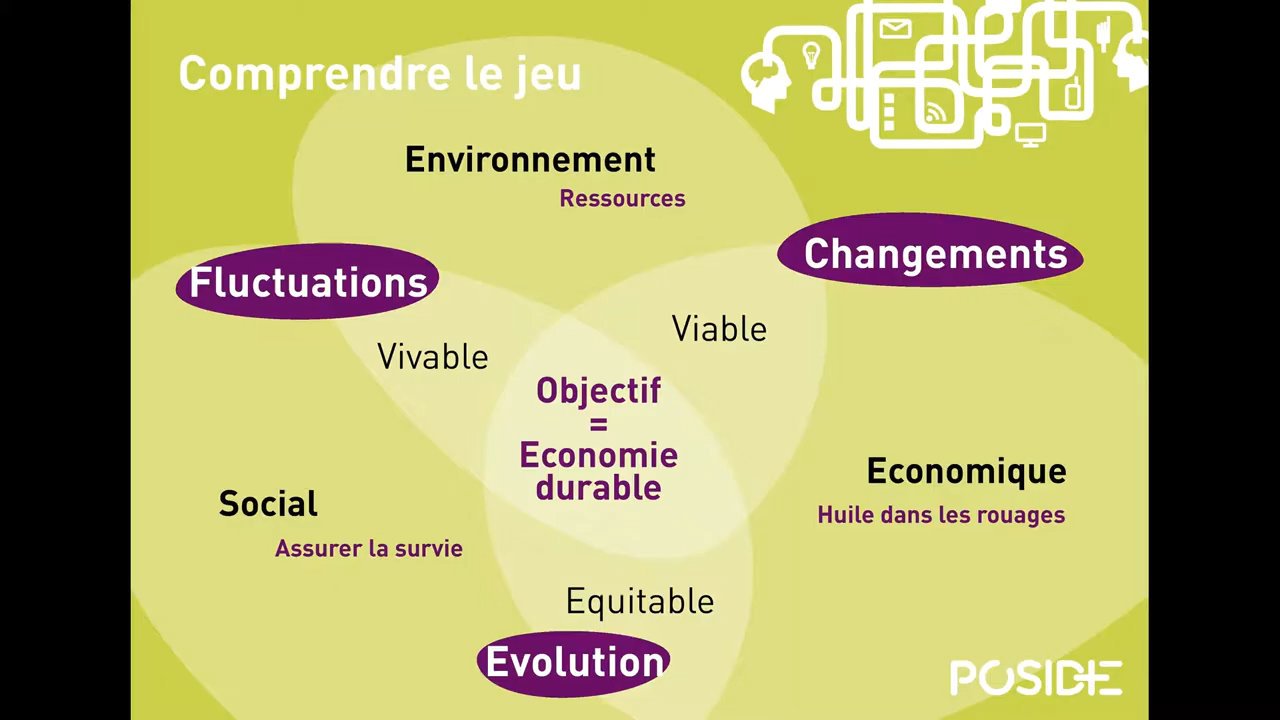 Comprendre le jeu
Environnement
Ressources
Fluctuations
Changements
Vivable
Viable
Objectif
=
Economie
durable
Social
Assurer la survie
Economique
Huile dans les rouages
Equitable
Evolution
POSIDE